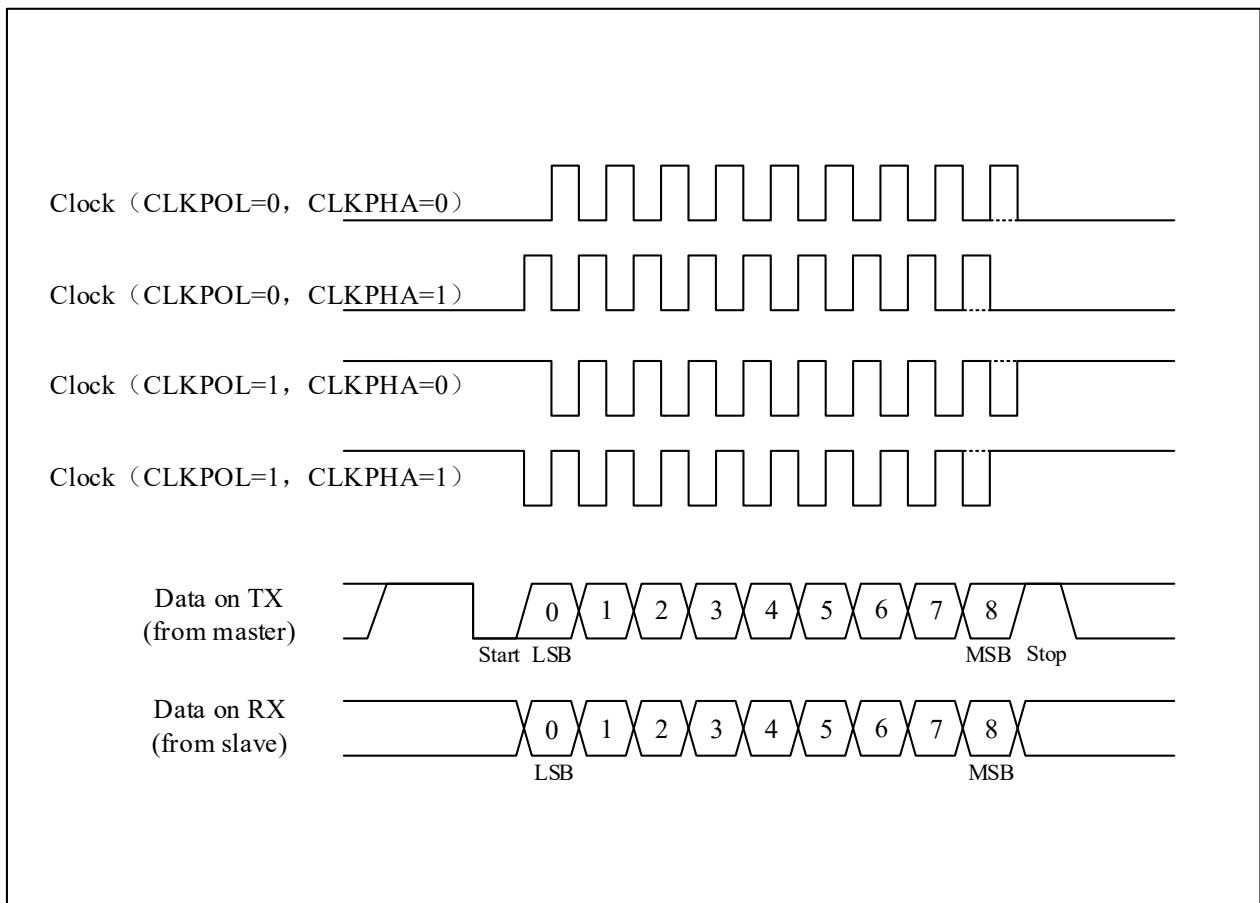 Clock（CLKPOL=0，CLKPHA=0）
Clock（CLKPOL=0，CLKPHA=1）
Clock（CLKPOL=1，CLKPHA=0）
Clock（CLKPOL=1，CLKPHA=1）
Data on TX
(from master)
0 1 2 3 4 5 6 7 8
Start LSB MSB Stop
Data on RX
(from slave)
0 1 2 3 4 5 6 7 8
LSB MSB